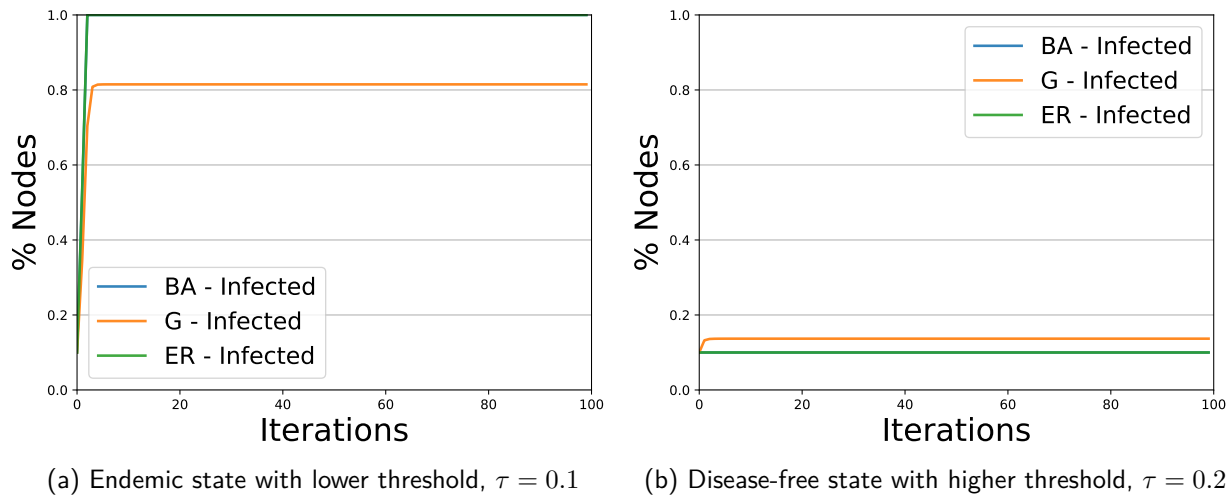 1.0
0.8
0.6
0.4
0.2
0.0
% Nodes
BA - Infected
G - Infected
ER - Infected
0 20 40 60 80 100
Iterations
(a) Endemic state with lower threshold, τ = 0.1
1.0
0.8
0.6
0.4
0.2
0.0
% Nodes
BA - Infected
G - Infected
ER - Infected
0 20 40 60 80 100
Iterations
(b) Disease-free state with higher threshold, τ = 0.2